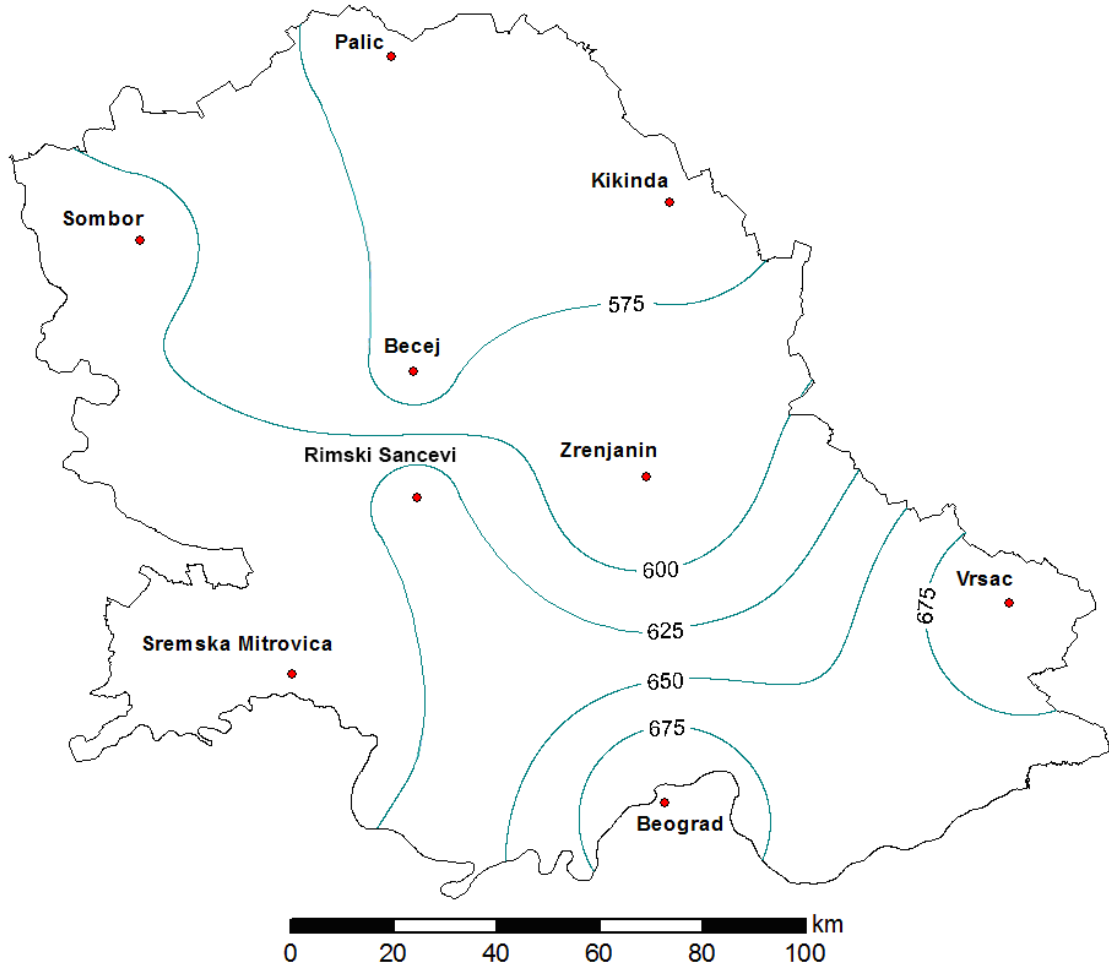 Palic
Kikinda
Sombor
575
Becej
Rimski Sancevi
Zrenjanin
600
Vrsac
675
625
Sremska Mitrovica
650
675
Beograd
km
0 20 40 60 80 100